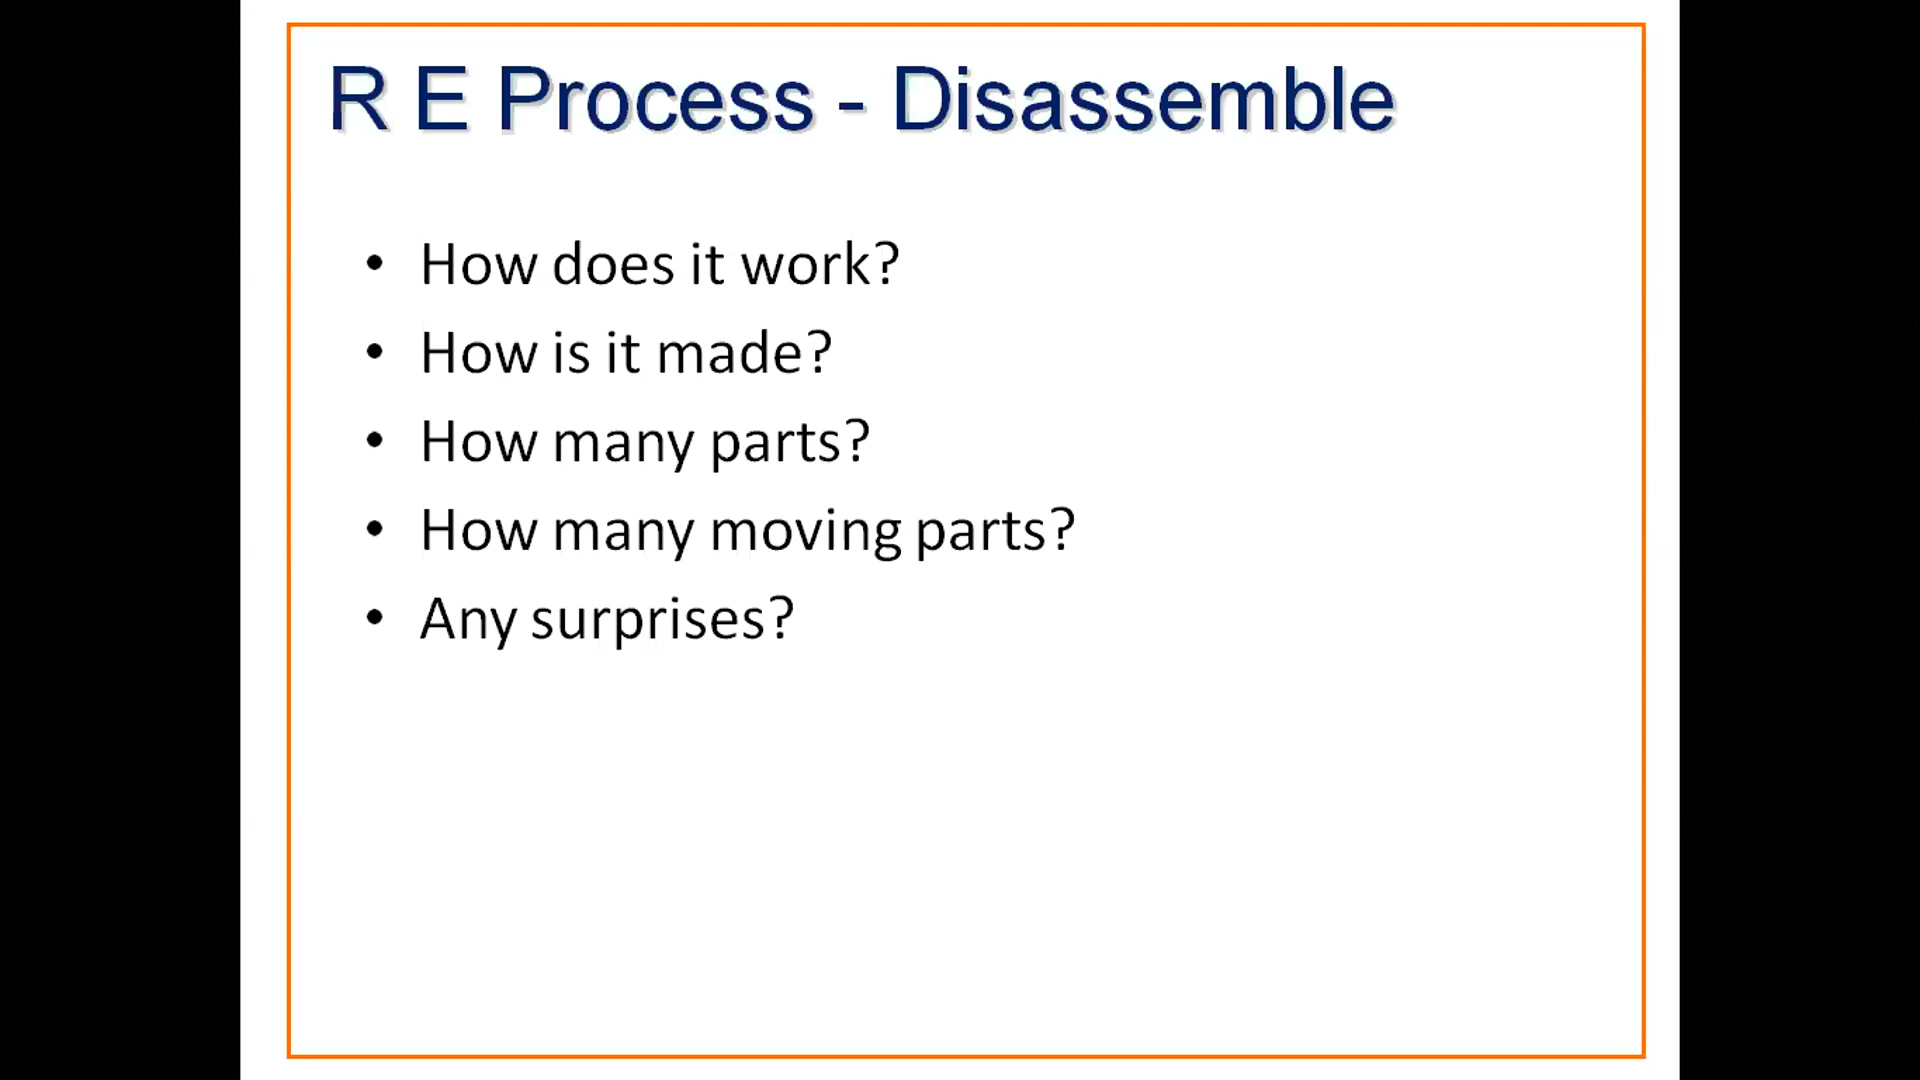 R E Process - Disassemble
• How does it work?
• How is it made?
• How many parts?
• How many moving parts?
• Any surprises?